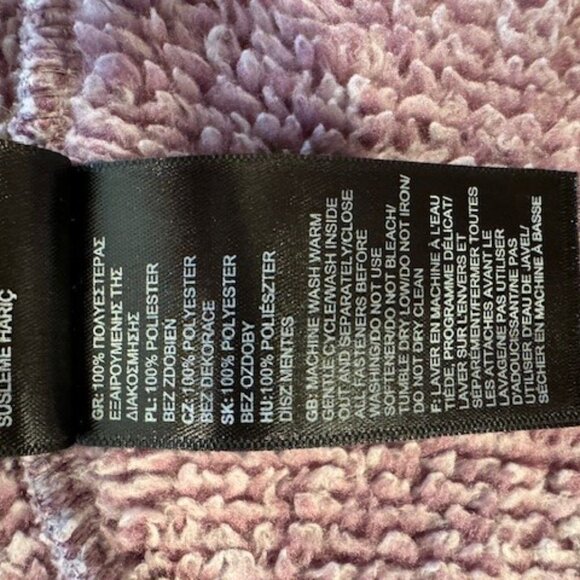 SÜSLEME HARİÇ
GR: 100% ΠΟΛΥΕΣΤΕΡΑΣ
ΕΞΑΙΡΟΥΜΕΝΗΣ ΤΗΣ
ΔΙΑΚΟΣΜΗΣΗΣ
PL: 100% POLIESTER
BEZ ZDOBIEŃ
CZ: 100% POLYESTER
BEZ DEKORACE
SK: 100% POLYESTER
BEZ OZDOBY
HU: 100% POLIÉSZTER
DÍSZMENTES
GB: MACHINE WASH WARM
GENTLE CYCLE/WASH INSIDE
OUT AND SEPARATELY/CLOSE
ALL FASTENERS BEFORE
WASHING/DO NOT USE
SOFTENER/DO NOT BLEACH/
TUMBLE DRY LOW/DO NOT IRON/
DO NOT DRY CLEAN
F: LAVER EN MACHINE À L'EAU
TIÈDE, PROGRAMME DÉLICAT/
LAVER SUR L'ENVERS ET
SÉPARÉMENT/FERMER TOUTES
LES ATTACHES AVANT LE
LAVAGE/NE PAS UTILISER
D'ADOUCISSANT/NE PAS
UTILISER D'EAU DE JAVEL/
SÉCHER EN MACHINE À BASSE